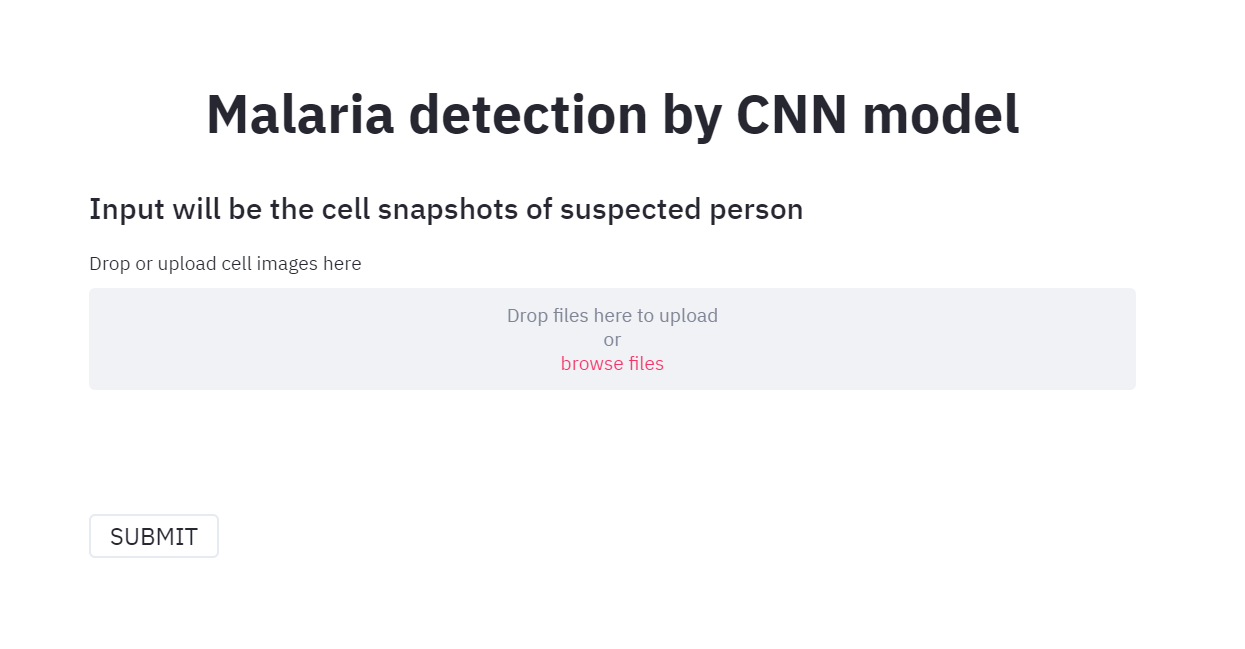 Malaria detection by CNN model
Input will be the cell snapshots of suspected person
Drop or upload cell images here
Drop files here to upload
or
browse files
SUBMIT